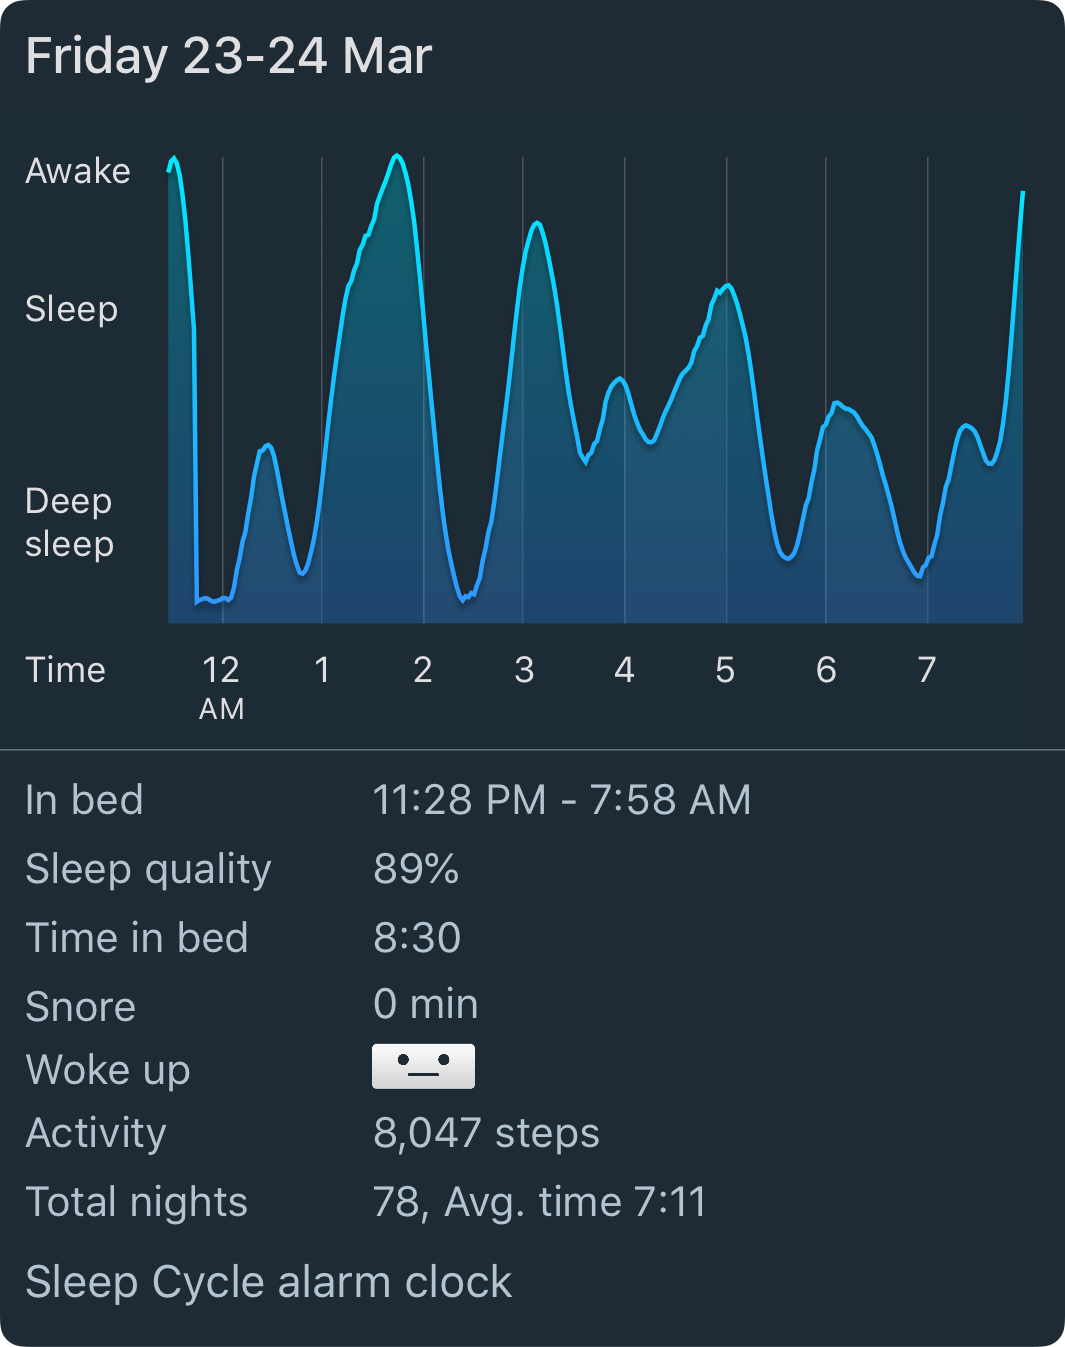 Friday 23-24 Mar
Awake
Sleep
Deep
sleep
Time 12 1 2 3 4 5 6 7
AM
In bed 11:28 PM - 7:58 AM
Sleep quality 89%
Time in bed 8:30
Snore 0 min
Woke up
Activity 8,047 steps
Total nights 78, Avg. time 7:11
Sleep Cycle alarm clock